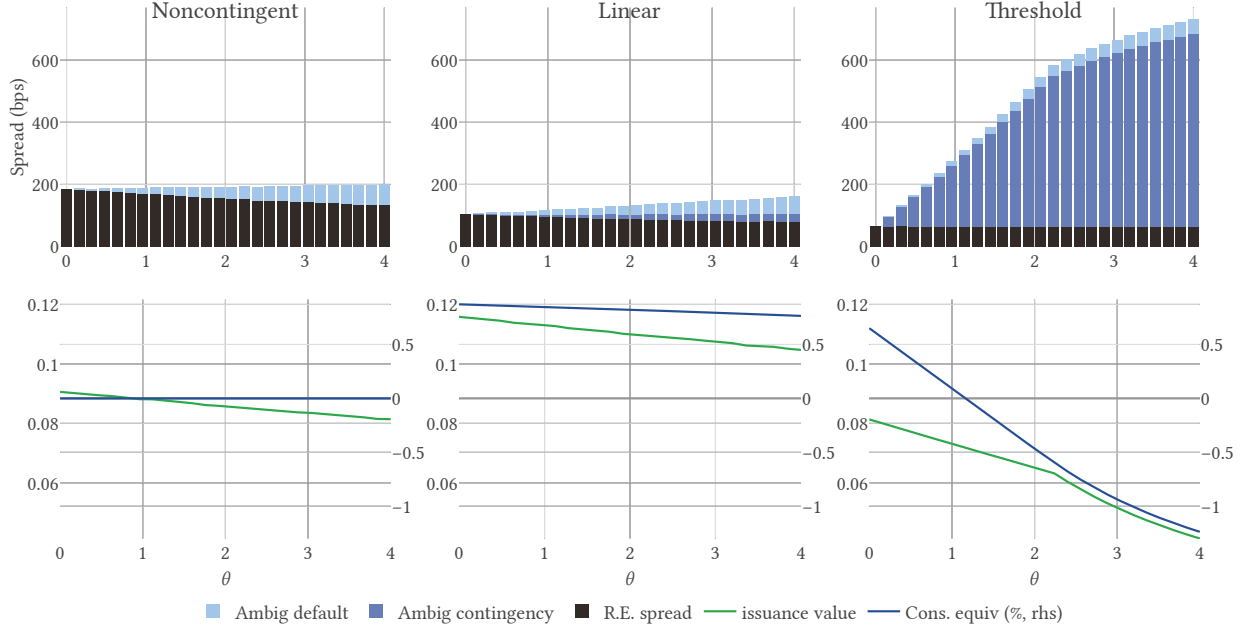 Noncontingent Linear Threshold
Spread (bps)
600 600 600
400 400 400
200 200 200
0 0 0
0 1 2 3 4 0 1 2 3 4 0 1 2 3 4
0.12 0.12 0.12
0.5 0.5 0.5
0.1 0.1 0.1
0 0 0
0.08 0.08 0.08
−0.5 −0.5 −0.5
0.06 0.06 0.06
−1 −1 −1
0 1 2 3 4 0 1 2 3 4 0 1 2 3 4
θ θ θ
Ambig default Ambig contingency R.E. spread issuance value Cons. equiv (%, rhs)